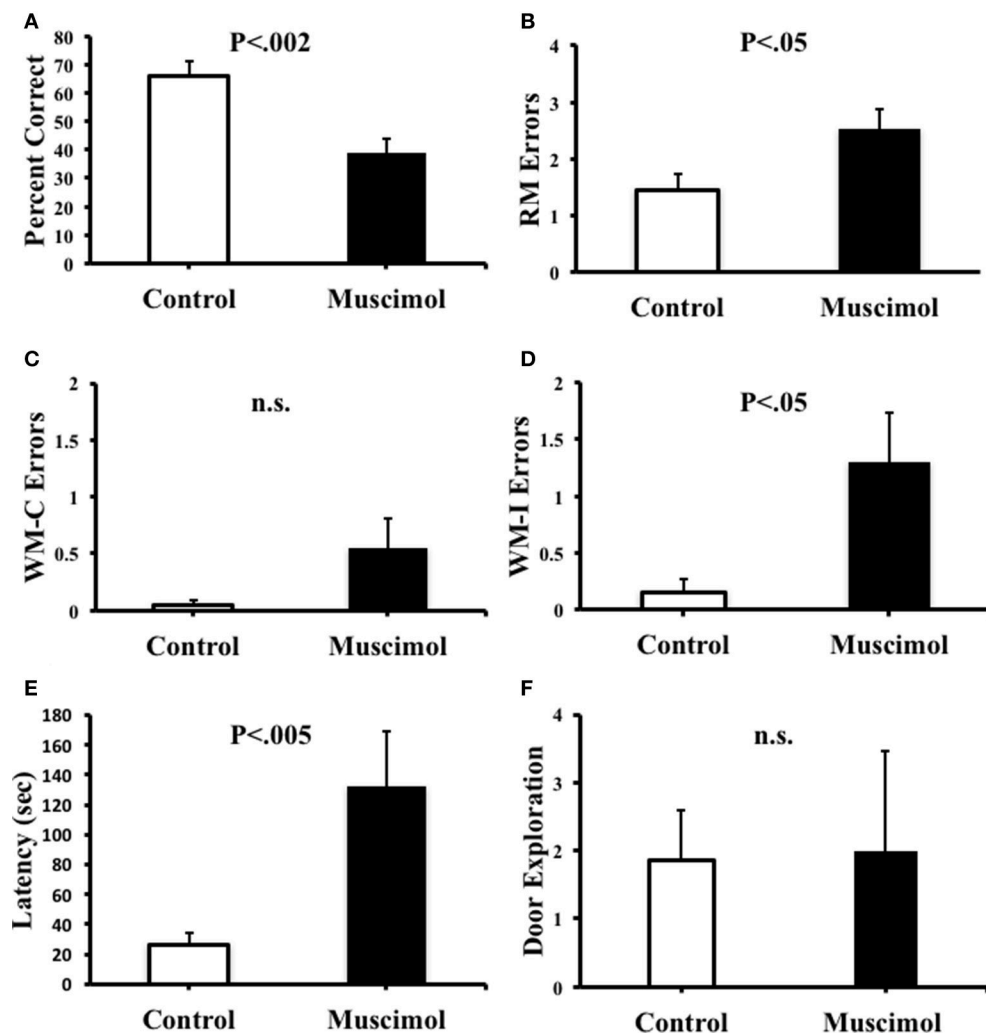 A
P<.002
Percent Correct
80
70
60
50
40
30
20
10
0
Control Muscimol
B
P<.05
RM Errors
4
3
2
1
0
Control Muscimol
C
n.s.
WM-C Errors
2
1.5
1
0.5
0
Control Muscimol
D
P<.05
WM-I Errors
2
1.5
1
0.5
0
Control Muscimol
E
P<.005
Latency (sec)
180
160
140
120
100
80
60
40
20
0
Control Muscimol
F
n.s.
Door Exploration
4
3
2
1
0
Control Muscimol